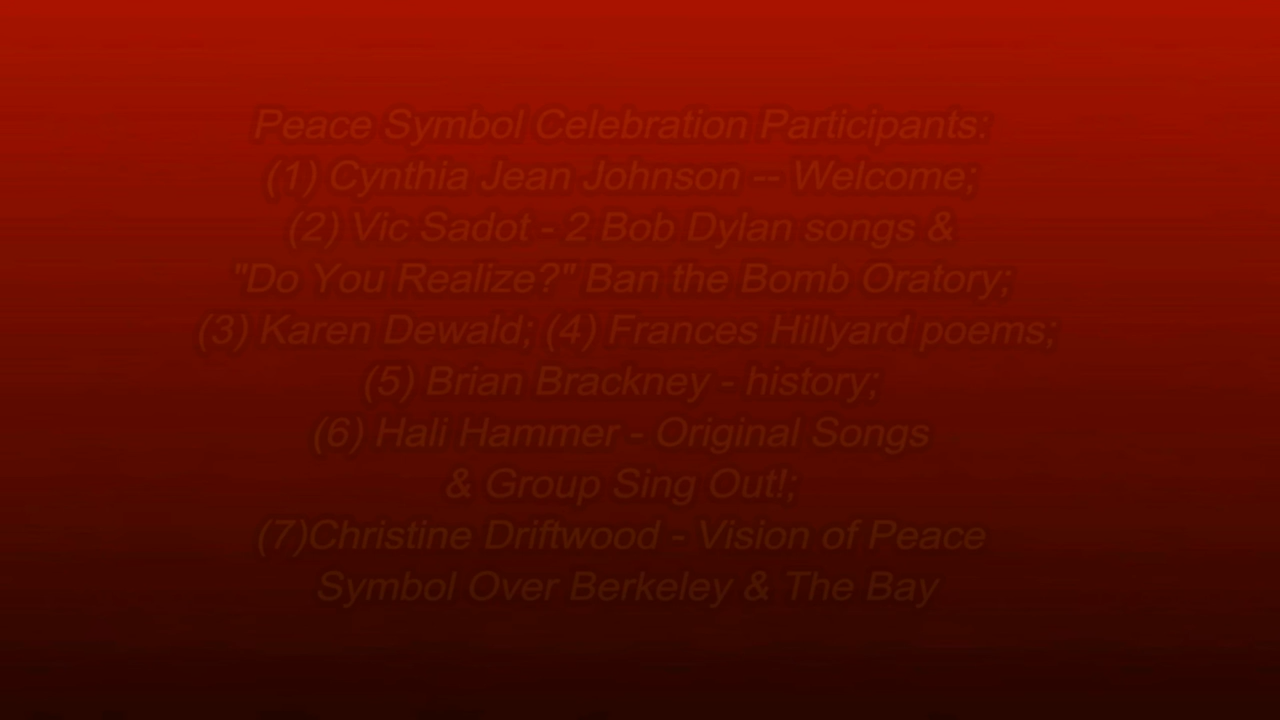 Peace Symbol Celebration Participants:
(1) Cynthia Jean Johnson -- Welcome;
(2) Vic Sadot - 2 Bob Dylan songs &
"Do You Realize?" Ban the Bomb Oratory;
(3) Karen Dewald; (4) Frances Hillyard poems;
(5) Brian Brackney - history;
(6) Hali Hammer - Original Songs
& Group Sing Out!;
(7)Christine Driftwood - Vision of Peace
Symbol Over Berkeley & The Bay